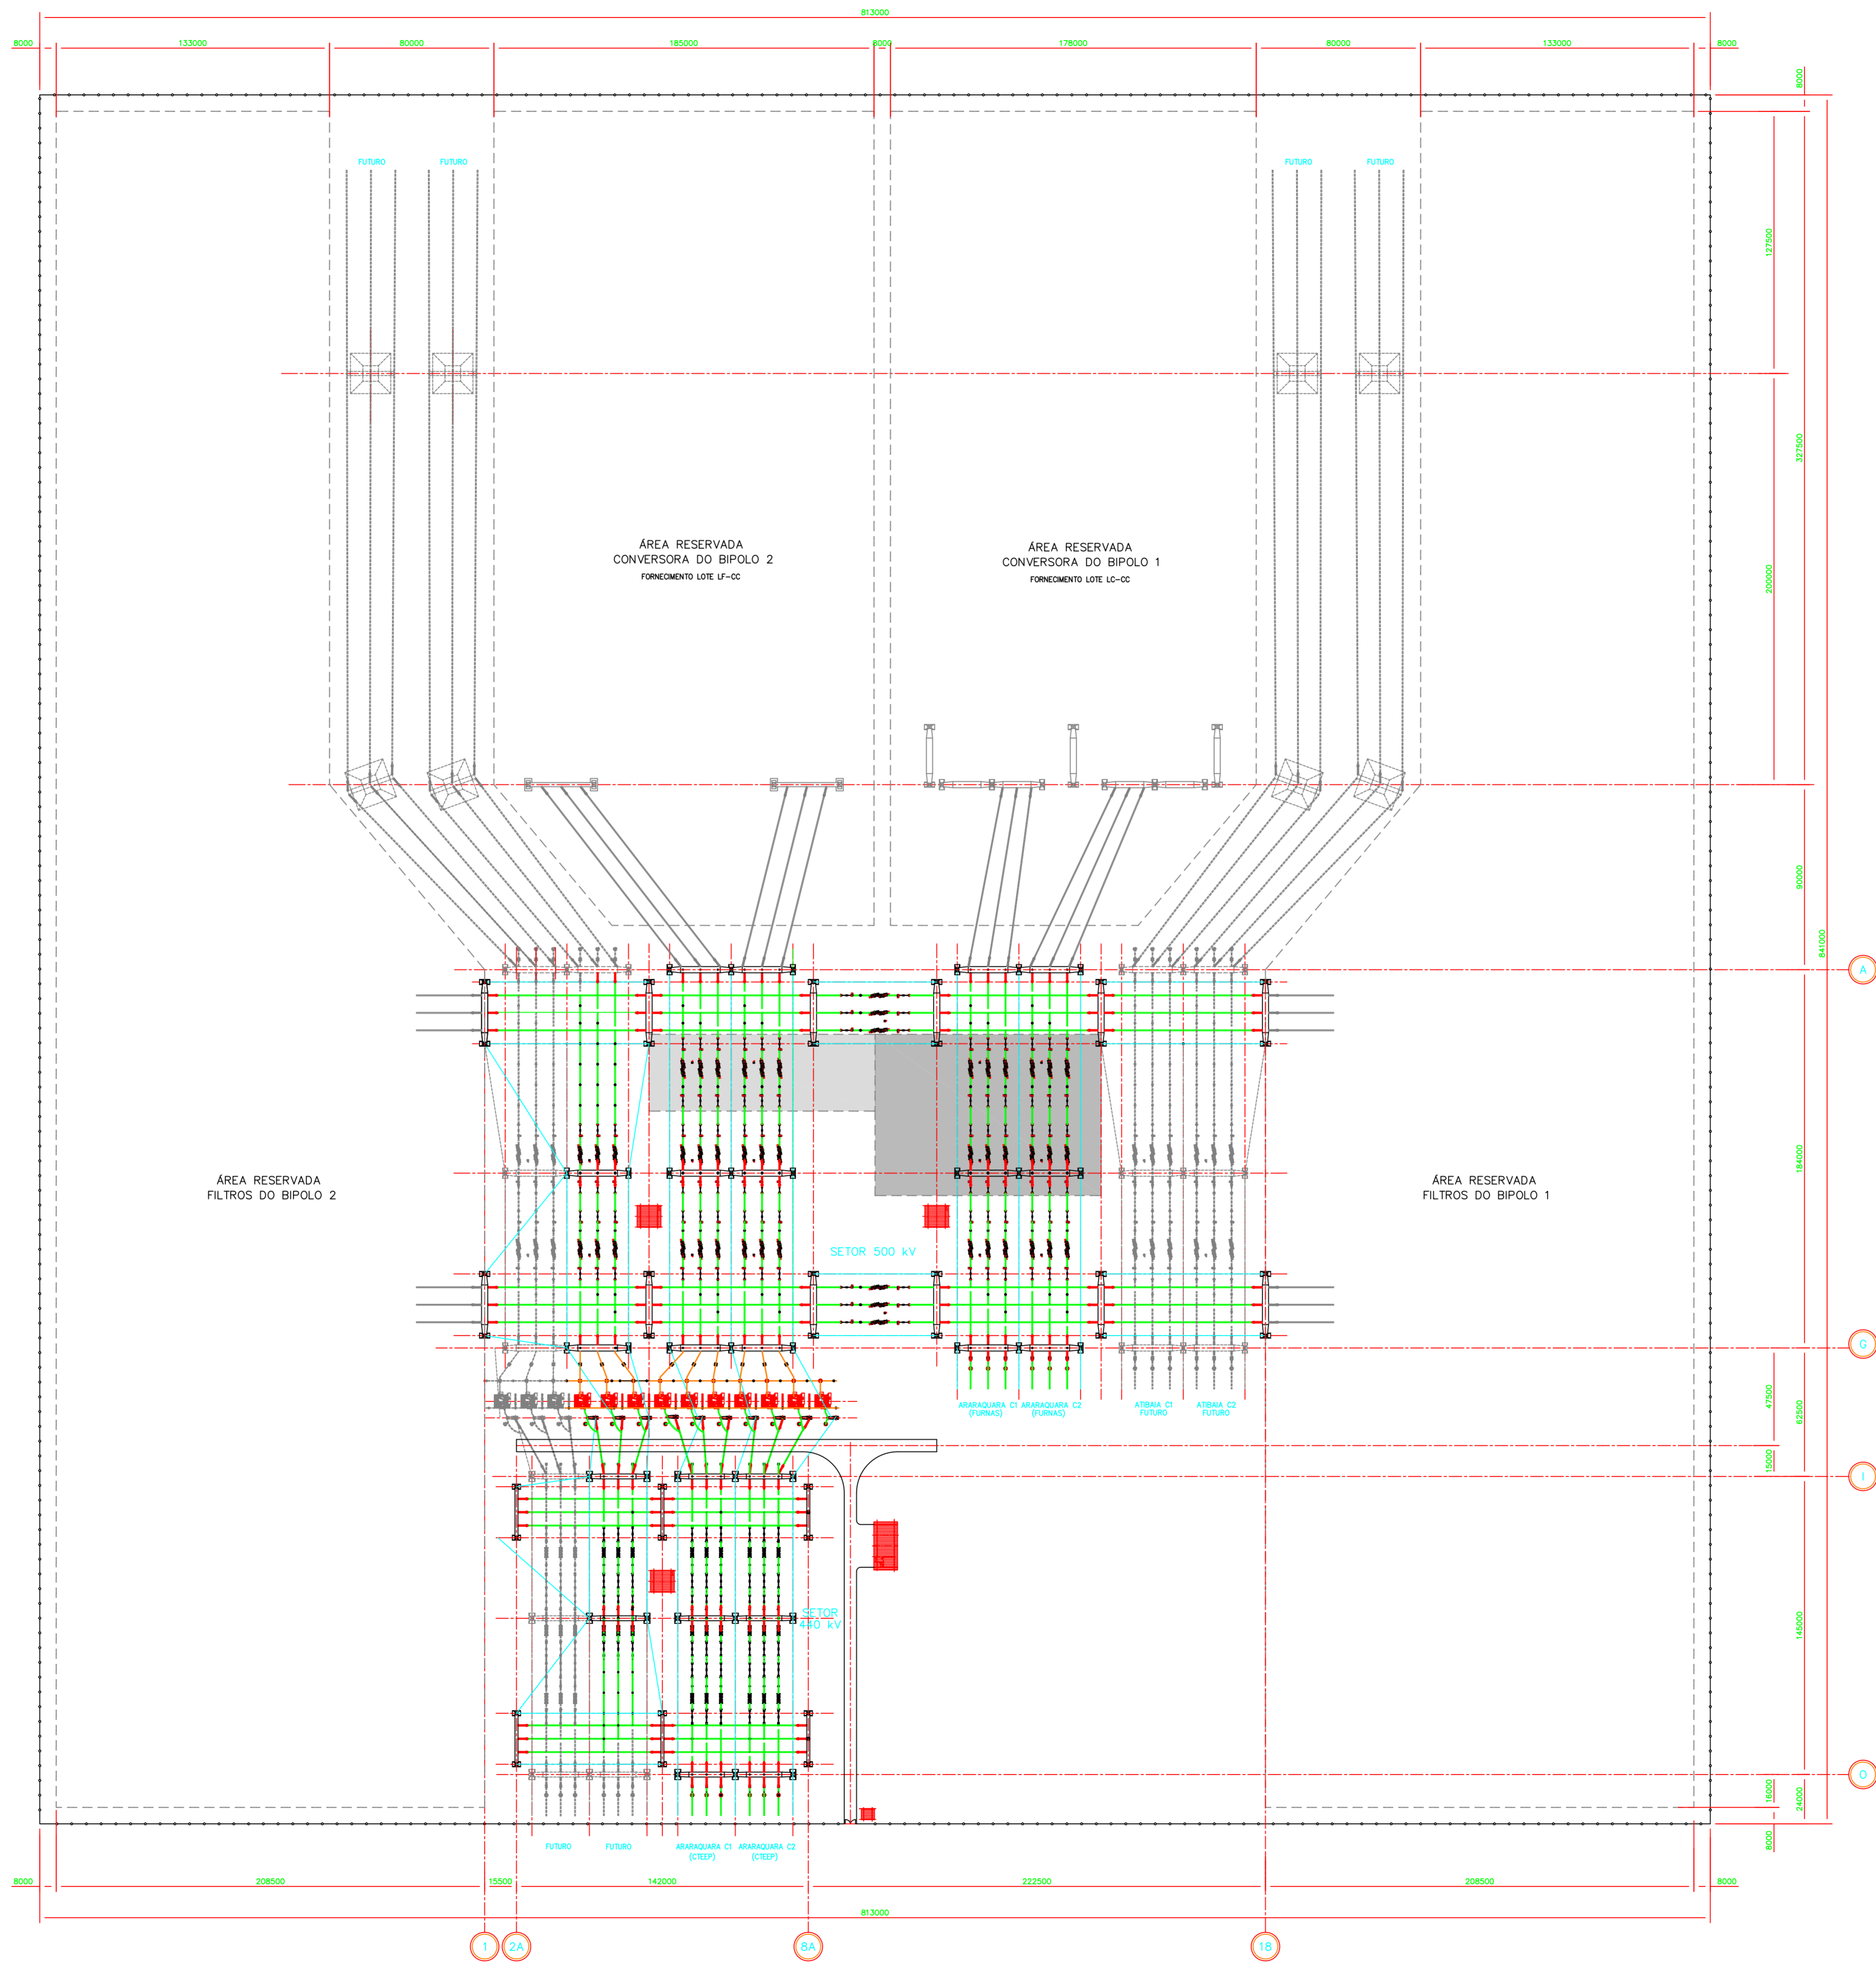 813000
8000
133000
80000
185000
8000
178000
80000
133000
8000
8000
FUTURO
FUTURO
FUTURO
FUTURO
127500
327500
ÁREA RESERVADA
CONVERSORA DO BIPOLO 2
FORNECIMENTO LOTE LF-CC
ÁREA RESERVADA
CONVERSORA DO BIPOLO 1
FORNECIMENTO LOTE LC-CC
200000
90000
841000
A
ÁREA RESERVADA
FILTROS DO BIPOLO 2
ÁREA RESERVADA
FILTROS DO BIPOLO 1
184000
SETOR 500 kV
G
ARARAQUARA C1
(FURNAS)
ARARAQUARA C2
(FURNAS)
ATIBAIA C1
FUTURO
ATIBAIA C2
FUTURO
47500
62500
15000
I
SETOR
440 kV
145000
O
16000
24000
8000
FUTURO
FUTURO
ARARAQUARA C1
(CTEEP)
ARARAQUARA C2
(CTEEP)
8000
208500
15500
142000
222500
208500
8000
813000
1
2A
8A
18